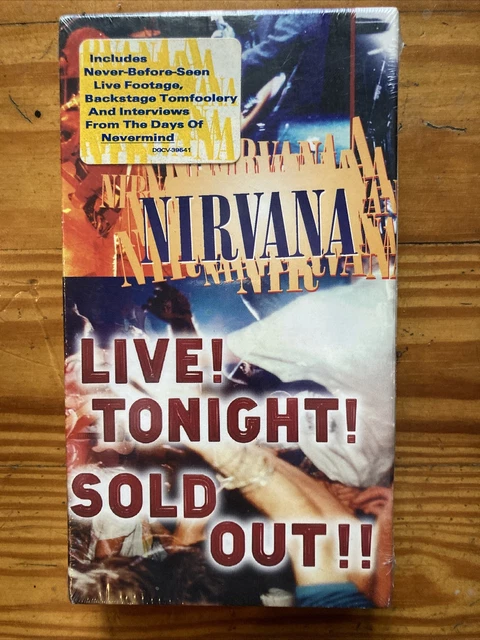 Includes
Never-Before-Seen
Live Footage,
Backstage Tomfoolery
And Interviews
From The Days Of
Nevermind
DGCV-39541
NIRVANA
LIVE!
TONIGHT!
SOLD
OUT!!